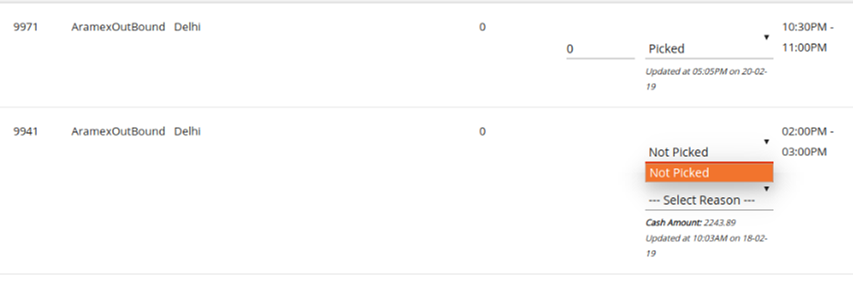 9971 AramexOutBound Delhi 0 10:30PM -
0 Picked 11:00PM
Updated at 05:05PM on 20-02-
19
9941 AramexOutBound Delhi 0 02:00PM -
Not Picked 03:00PM
Not Picked
--- Select Reason ---
Cash Amount: 2243.89
Updated at 10:03AM on 18-02-
19